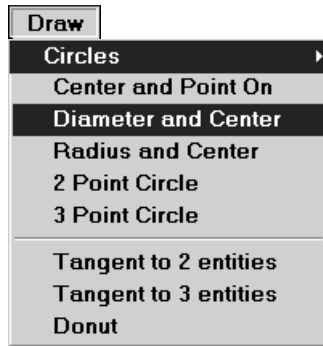 Draw
Circles
Center and Point On
Diameter and Center
Radius and Center
2 Point Circle
3 Point Circle
Tangent to 2 entities
Tangent to 3 entities
Donut